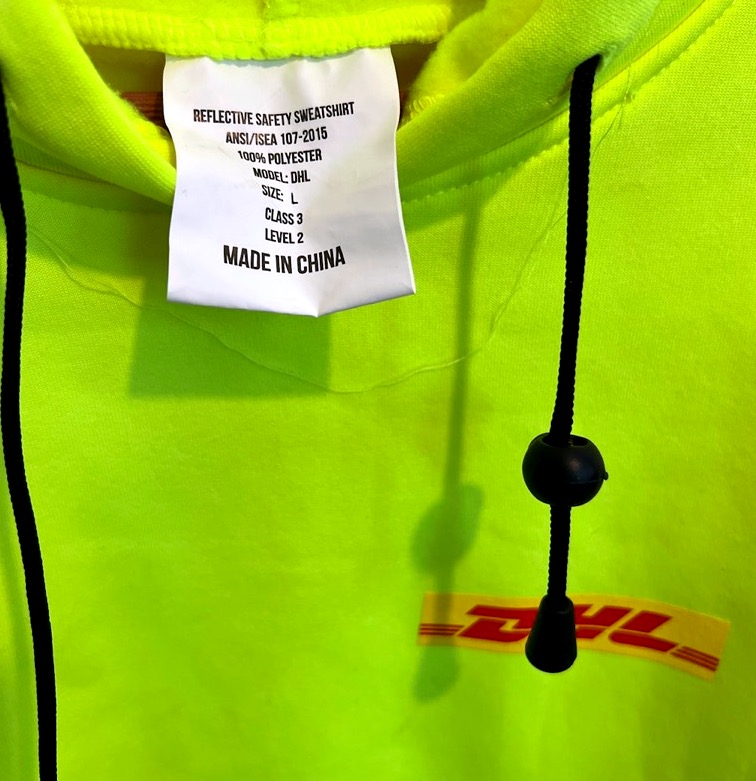 REFLECTIVE SAFETY SWEATSHIRT
ANSI/ISEA 107-2015
100% POLYESTER
MODEL: DHL
SIZE: L
CLASS 3
LEVEL 2
MADE IN CHINA
DHL